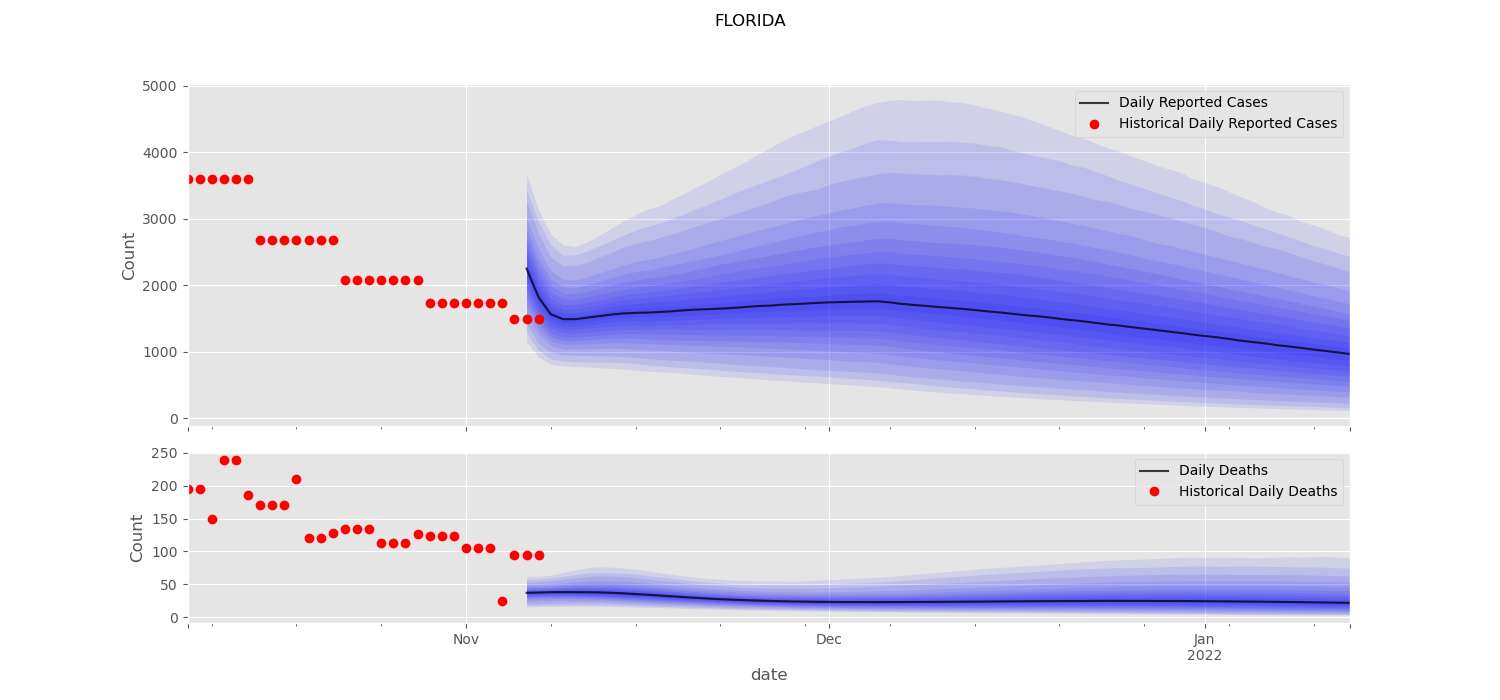 FLORIDA
5000
4000
3000
2000
1000
0
Count
Daily Reported Cases
Historical Daily Reported Cases
250
200
150
100
50
0
Count
Daily Deaths
Historical Daily Deaths
Nov
Dec
Jan
2022
date